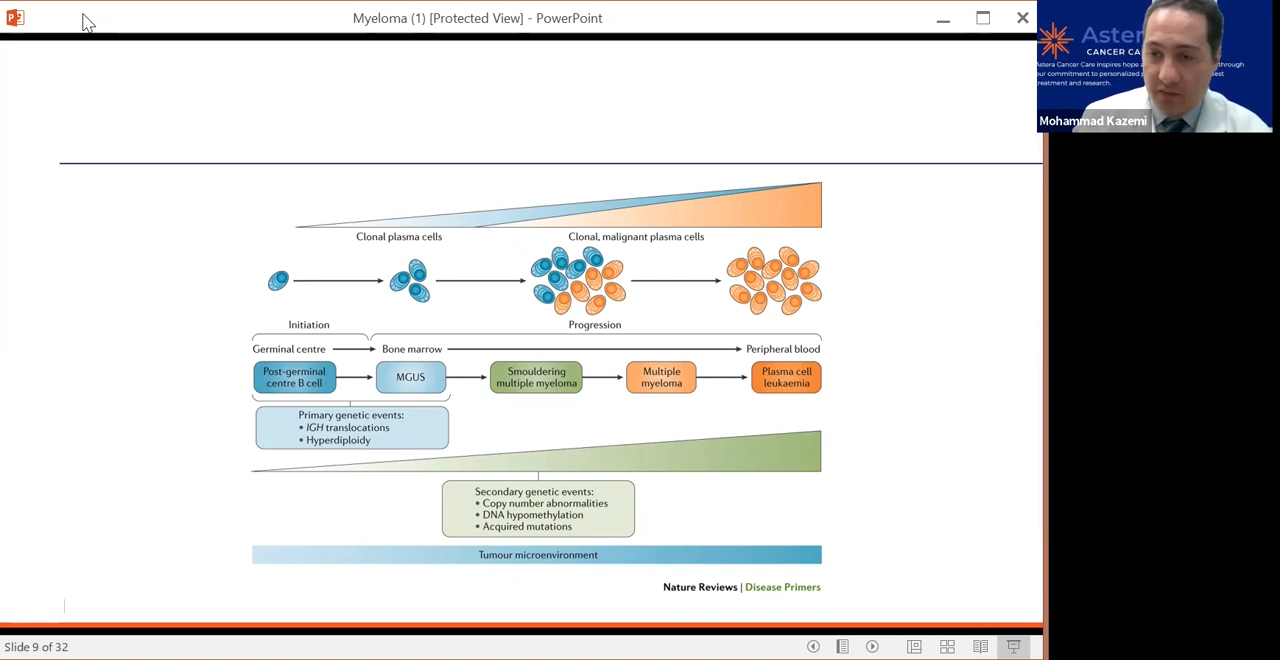 Myeloma (1) [Protected View] - PowerPoint
Astera
CANCER CA
Astera Cancer Care inspires hope a
through
our commitment to personalized p
treatment and research.
Mohammad Kazemi
Clonal plasma cells
Clonal, malignant plasma cells
Initiation
Progression
Germinal centre
Bone marrow
Peripheral blood
Post-germinal
centre B cell
MGUS
Smouldering
multiple myeloma
Multiple
myeloma
Plasma cell
leukaemia
Primary genetic events:
• IGH translocations
• Hyperdiploidy
Secondary genetic events:
• Copy number abnormalities
• DNA hypomethylation
• Acquired mutations
Tumour microenvironment
Nature Reviews | Disease Primers
Slide 9 of 32